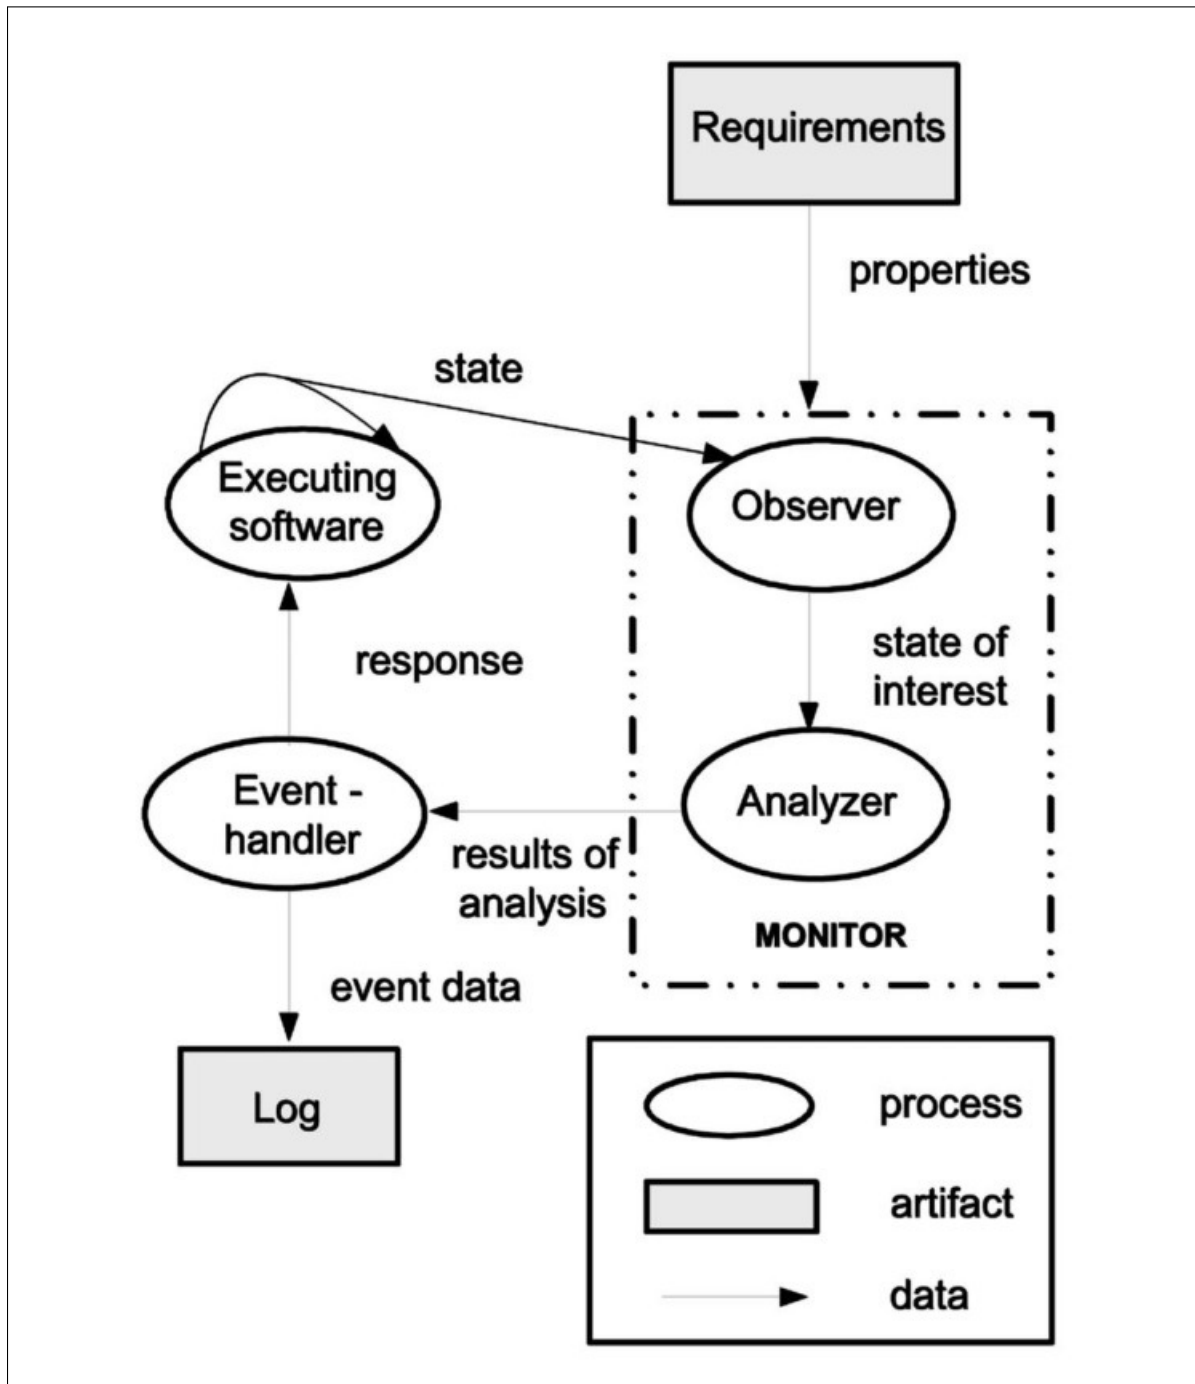 Requirements
properties
state
Executing
software
Observer
state of
interest
response
Event -
handler
Analyzer
results of
analysis
MONITOR
event data
Log
process
artifact
data